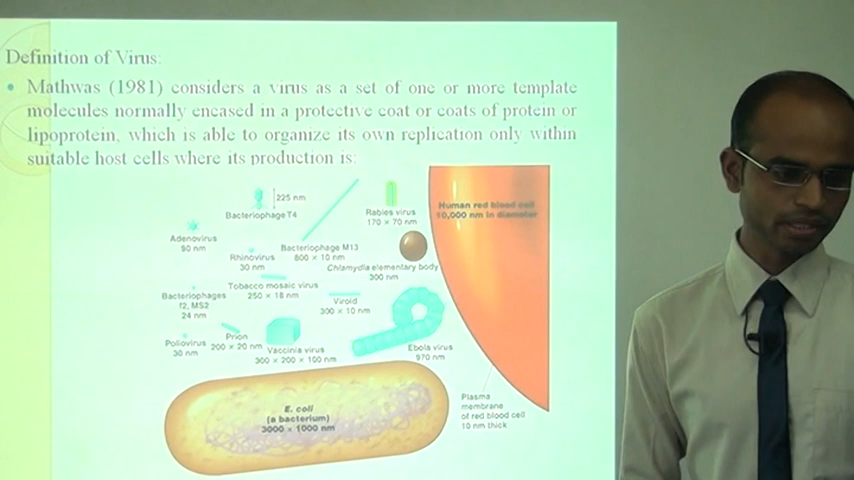 Definition of Virus:
• Mathwas (1981) considers a virus as a set of one or more template
molecules normally encased in a protective coat or coats of protein or
lipoprotein, which is able to organize its own replication only within
suitable host cells where its production is:
225 nm
Bacteriophage T4
Rabies virus
170 × 70 nm
Human red blood cell
10,000 nm in diameter
Adenovirus
90 nm
Rhinovirus
30 nm
Bacteriophage M13
800 × 10 nm
Chlamydia elementary body
300 nm
Tobacco mosaic virus
250 × 18 nm
Bacteriophages
f2, MS2
24 nm
Viroid
300 × 10 nm
Poliovirus
30 nm
Prion
200 × 20 nm
Vaccinia virus
300 × 200 × 100 nm
Ebola virus
970 nm
E. coli
(a bacterium)
3000 × 1000 nm
Plasma
membrane
of red blood cell
10 nm thick